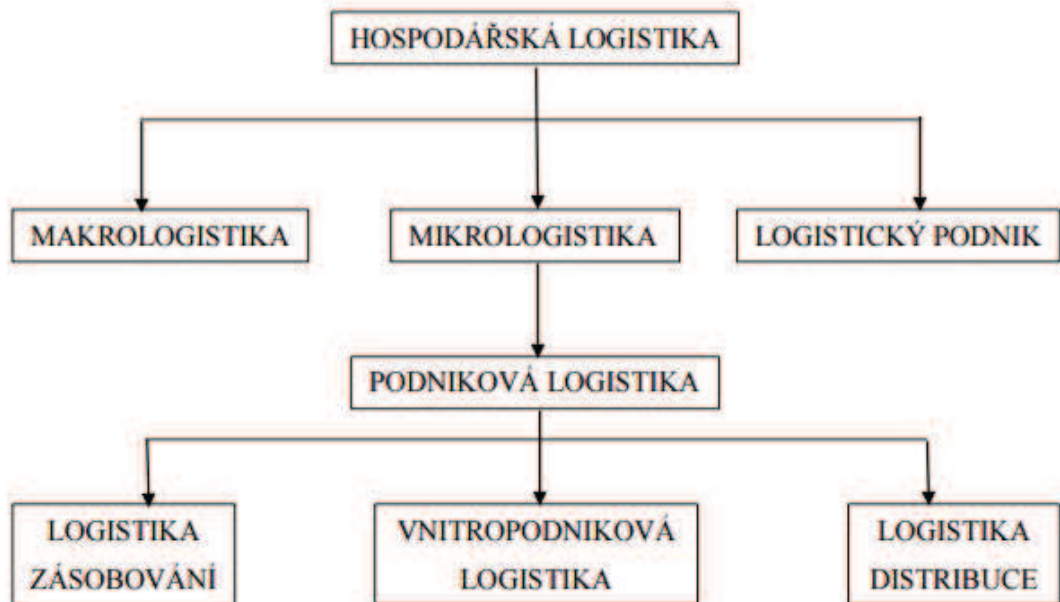 HOSPODÁŘSKÁ LOGISTIKA
MAKROLOGISTIKA
MIKROLOGISTIKA
LOGISTICKÝ PODNIK
PODNIKOVÁ LOGISTIKA
LOGISTIKA
ZÁSOBOVÁNÍ
VNITROPODNIKOVÁ
LOGISTIKA
LOGISTIKA
DISTRIBUCE